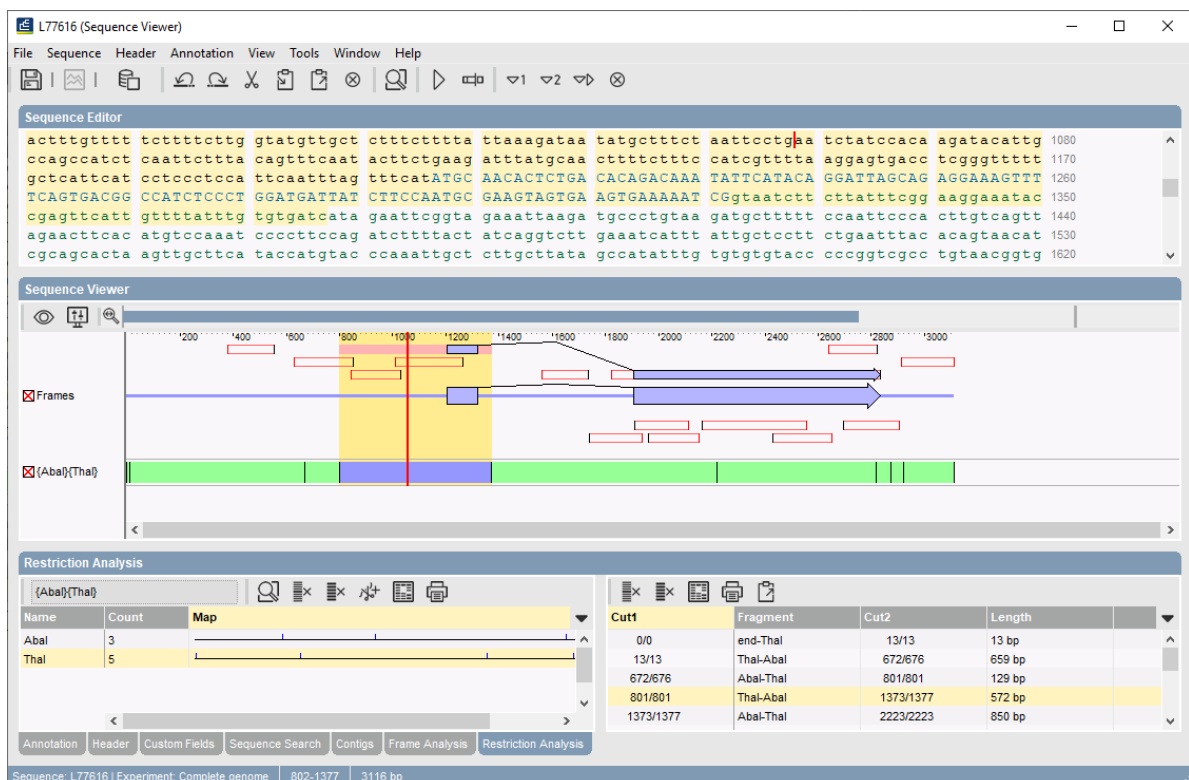 L77616 (Sequence Viewer)
File Sequence Header Annotation View Tools Window Help
1 2
Sequence Editor
actttgtttt tcttttcttg gtatgttgct ctttctttta ttaaagataa tatgctttct aattcctgaa tctatccaca agatacattg 1080
ccagccatct caattcttta cagtttcaat acttctgaag atttatgcaa cttttctttc catcgtttta aggagtgacc tcgggttttt 1170
gctcattcat cctccctcca ttcaatttag tttcatATGC AACACTCTGA CACAGACAAA TATTCATACA GGATTAGCAG AGGAAAGTTT 1260
TCAGTGACGG CCATCTCCCT GGATGATTAT CTTCCAATGC GAAGTAGTGA AGTGAAAAAT CGgtaatctt cttatttcgg aaggaaatac 1350
cgagttcatt gttttatttg tgtgatcata gaattcggta gaaattaaga tgccctgtaa gatgcttttt ccaattccca cttgtcagtt 1440
agaacttcac atgtccaaat ccccttccag atcttttact atcaggtctt gaaatcattt attgctcctt ctgaatttac acagtaacat 1530
cgcagcacta aagttgcttca taccatgtac ccaaattgct cttgcttata gccatatttg tgtgtgtacc cccggtcgcc tgtaacggtg 1620
Sequence Viewer
'200 '400 '600 '800 '1000 '1200 '1400 '1600 '1800 '2000 '2200 '2400 '2600 '2800 '3000
Frames
{AbaI}{ThaI}
Restriction Analysis
{AbaI}{ThaI}
Name Count Map
AbaI 3
ThaI 5
Cut1 Fragment Cut2 Length
0/0 end-ThaI 13/13 13 bp
13/13 ThaI-AbaI 672/676 659 bp
672/676 AbaI-ThaI 801/801 129 bp
801/801 ThaI-AbaI 1373/1377 572 bp
1373/1377 AbaI-ThaI 2223/2223 850 bp
Annotation Header Custom Fields Sequence Search Contigs Frame Analysis Restriction Analysis
Sequence: L77616 | Experiment: Complete genome 802-1377 3116 bp